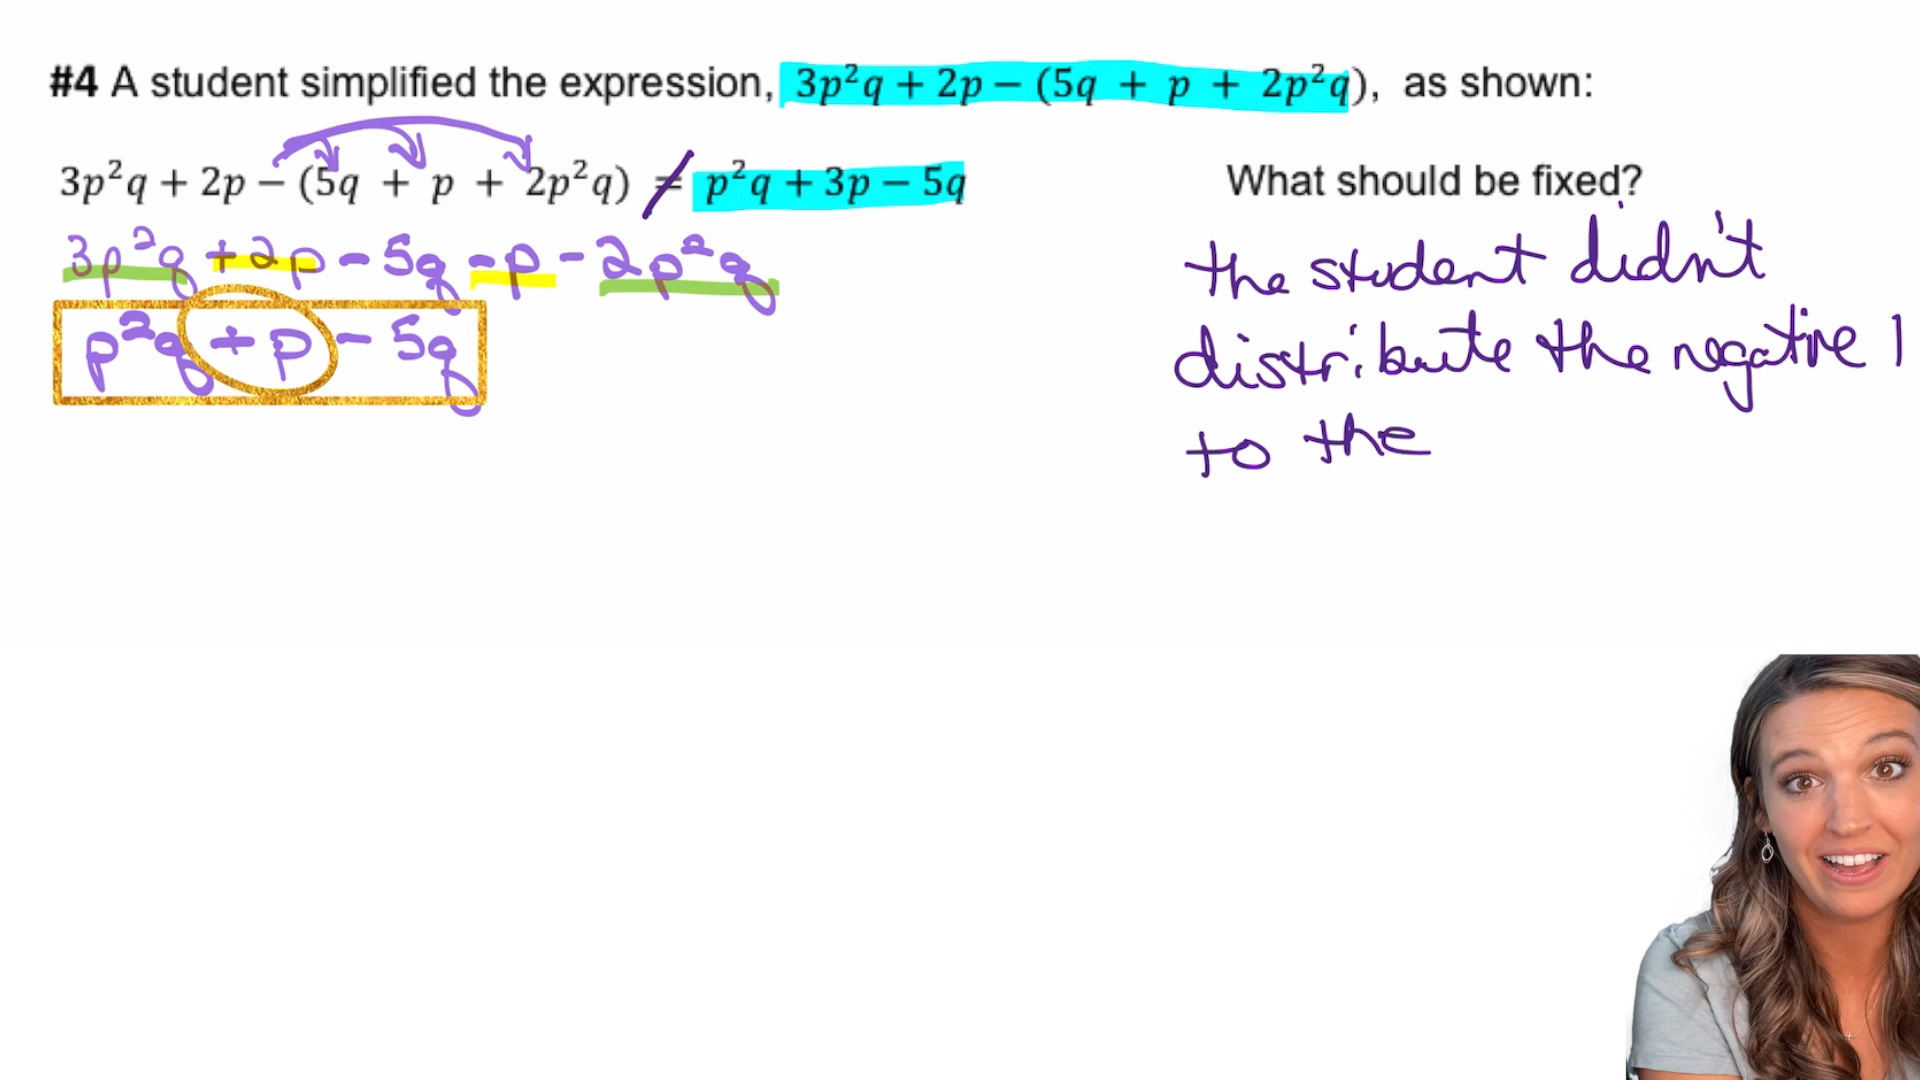 #4 A student simplified the expression, 3p²q + 2p − (5q + p + 2p²q), as shown:
3p²q + 2p − (5q + p + 2p²q) ≠ p²q + 3p − 5q
What should be fixed?
3p²q + 2p − 5q − p − 2p²q
p²q + p − 5q
the student didn't
distribute the negative 1
to the